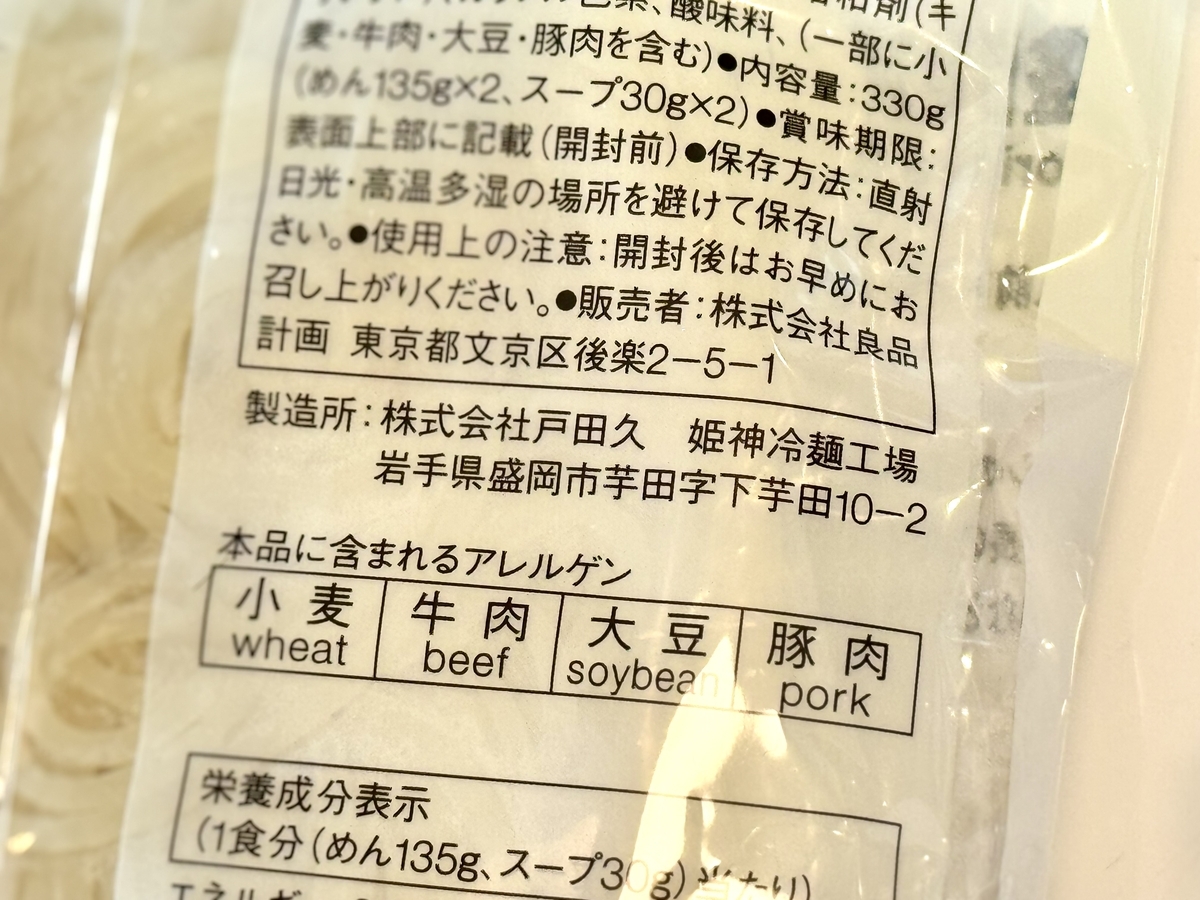 色素、酸味料、(一部に小
麦・牛肉・大豆・豚肉を含む)●内容量:330g
(めん135g×2、スープ30g×2)●賞味期限:
表面上部に記載(開封前)●保存方法:直射
日光・高温多湿の場所を避けて保存してくだ
さい。●使用上の注意:開封後はお早めにお
召し上がりください。●販売者:株式会社良品
計画 東京都文京区後楽2−5−1
製造所:株式会社戸田久 姫神冷麺工場
岩手県盛岡市芋田字下芋田10−2
本品に含まれるアレルゲン
小麦 牛肉 大豆 豚肉
wheat beef soybean pork
栄養成分表示
(1食分(めん135g、スープ30g)当たり)